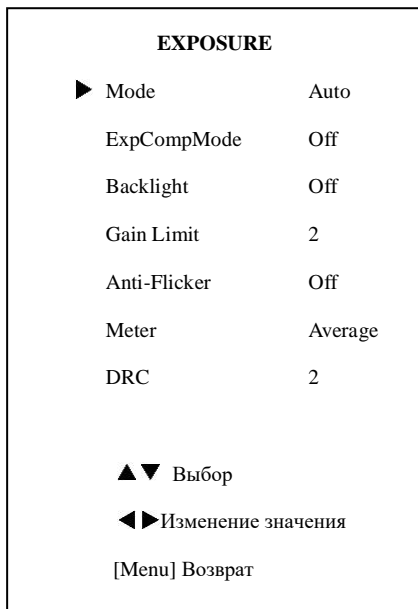 EXPOSURE
▶ Mode Auto
ExpCompMode Off
Backlight Off
Gain Limit 2
Anti-Flicker Off
Meter Average
DRC 2
▲▼ Выбор
◀▶Изменение значения
[Menu] Возврат